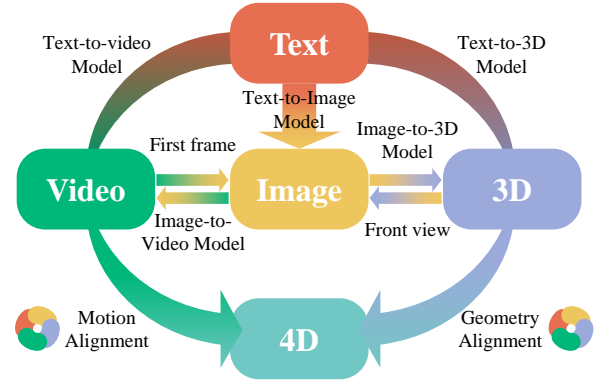 Text
Text-to-video
Model
Text-to-3D
Model
Text-to-Image
Model
First frame
Image-to-3D
Model
Video
Image
3D
Image-to-
Video Model
Front view
Motion
Alignment
4D
Geometry
Alignment